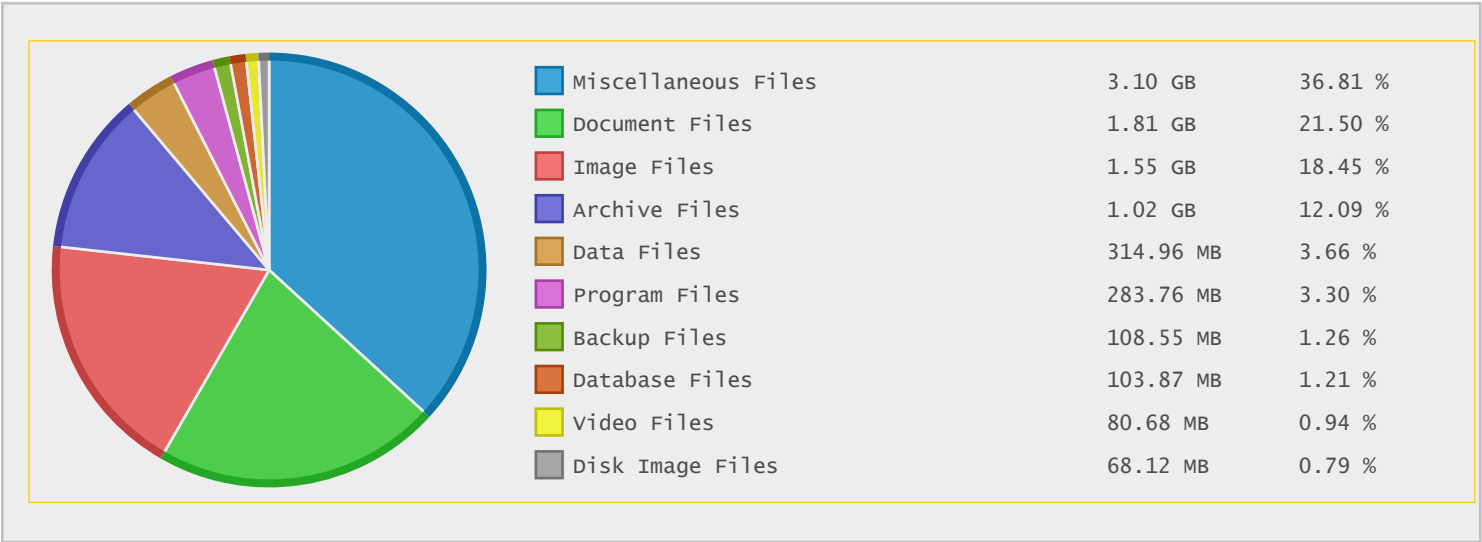 Miscellaneous Files 3.10 GB 36.81 %
Document Files 1.81 GB 21.50 %
Image Files 1.55 GB 18.45 %
Archive Files 1.02 GB 12.09 %
Data Files 314.96 MB 3.66 %
Program Files 283.76 MB 3.30 %
Backup Files 108.55 MB 1.26 %
Database Files 103.87 MB 1.21 %
Video Files 80.68 MB 0.94 %
Disk Image Files 68.12 MB 0.79 %